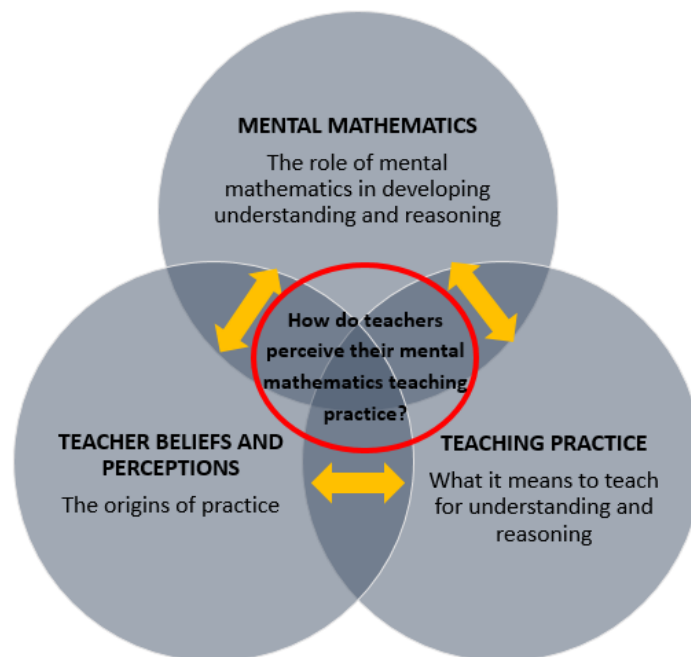 MENTAL MATHEMATICS
The role of mental
mathematics in developing
understanding and reasoning
How do teachers
perceive their mental
mathematics teaching
practice?
TEACHER BELIEFS AND
PERCEPTIONS
The origins of practice
TEACHING PRACTICE
What it means to teach
for understanding and
reasoning